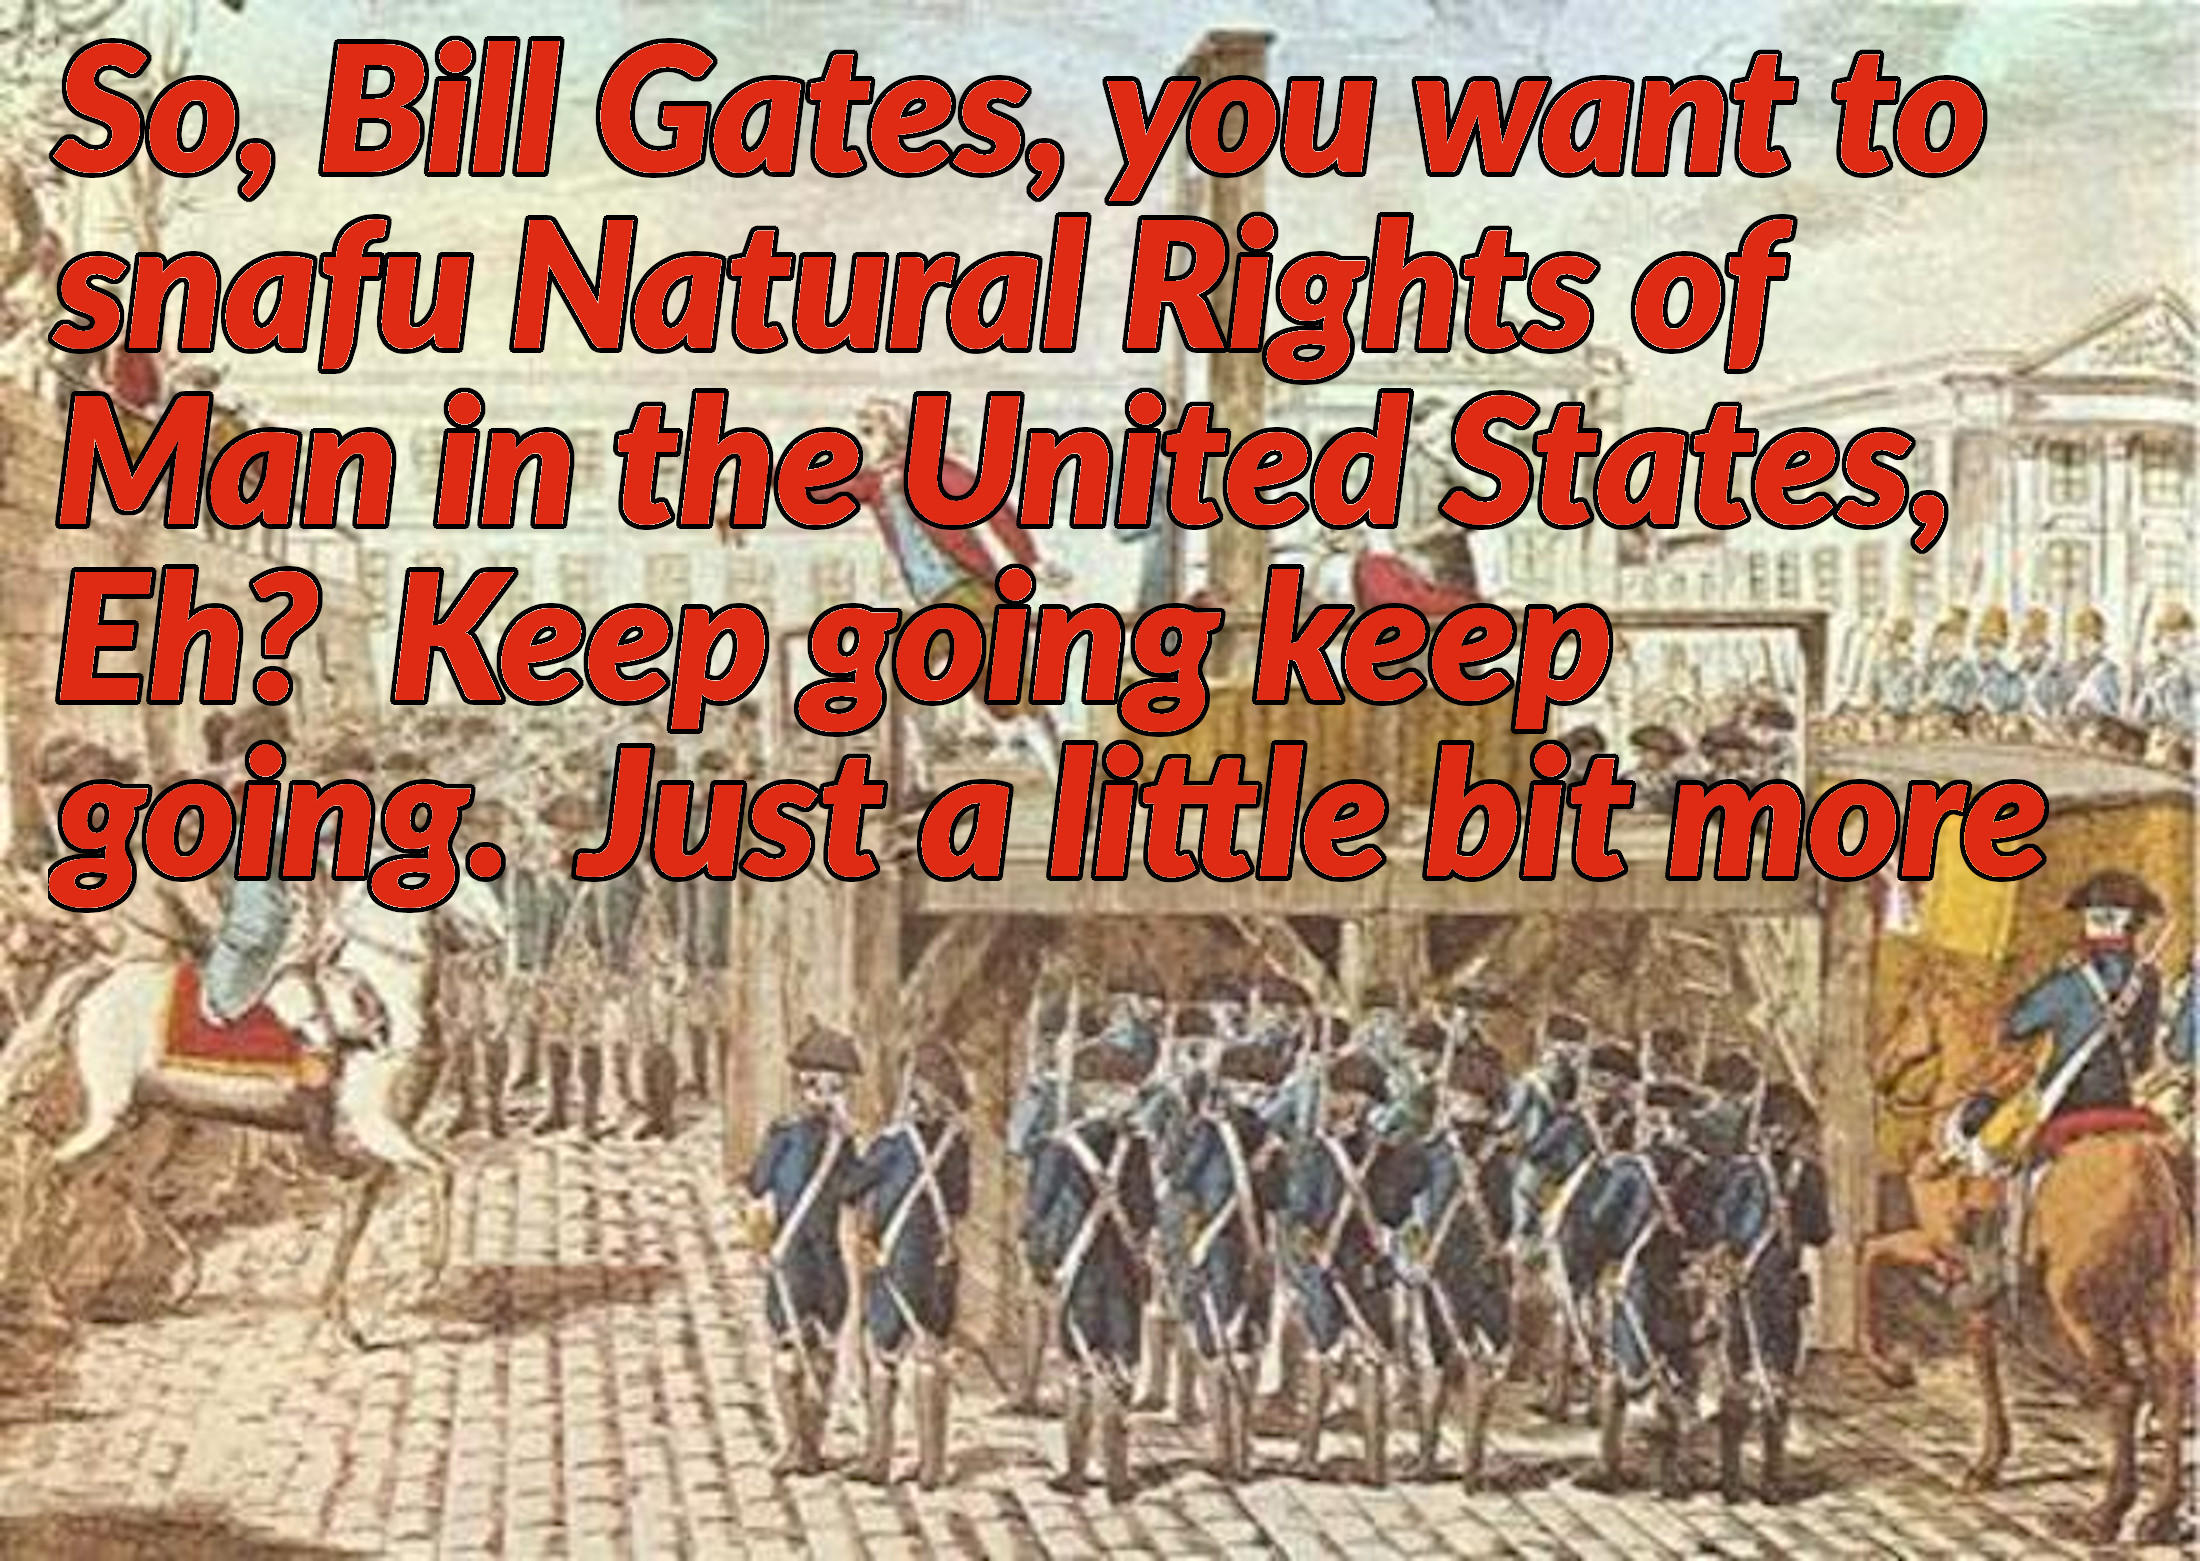 So, Bill Gates, you want to
snafu Natural Rights of
Man in the United States,
Eh?  Keep going keep
going.  Just a little bit more